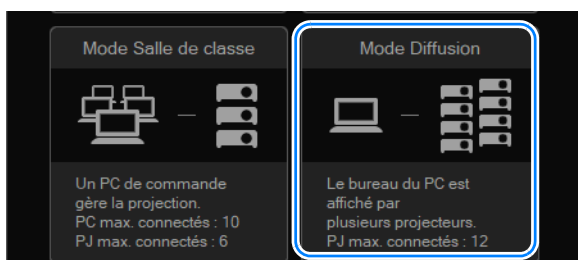 Mode Salle de classe
Un PC de commande
gère la projection.
PC max. connectés : 10
PJ max. connectés : 6
Mode Diffusion
Le bureau du PC est
affiché par
plusieurs projecteurs.
PJ max. connectés : 12